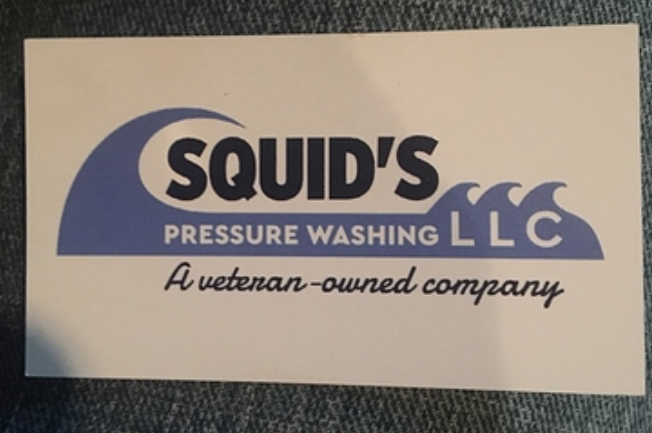 SQUID'S
PRESSURE WASHING LLC
A veteran-owned company